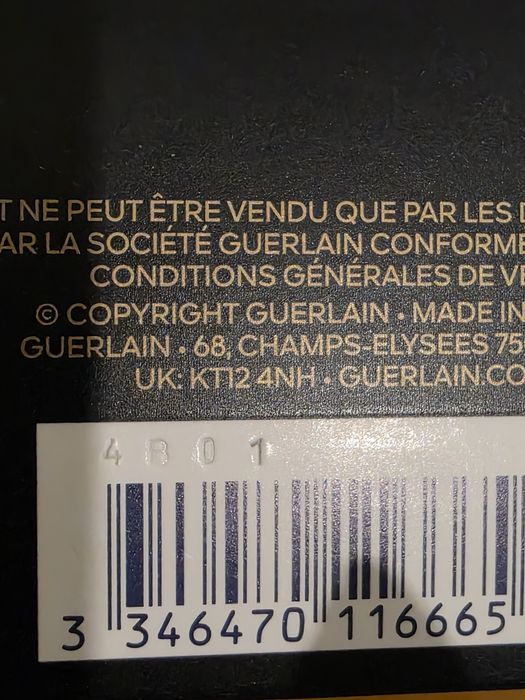 T NE PEUT ÊTRE VENDU QUE PAR LES
AR LA SOCIÉTÉ GUERLAIN CONFORME
CONDITIONS GÉNÉRALES DE VE
© COPYRIGHT GUERLAIN • MADE IN
GUERLAIN • 68, CHAMPS-ELYSEES 75
UK: KT12 4NH • GUERLAIN.CO
4R01
3 346470 116665